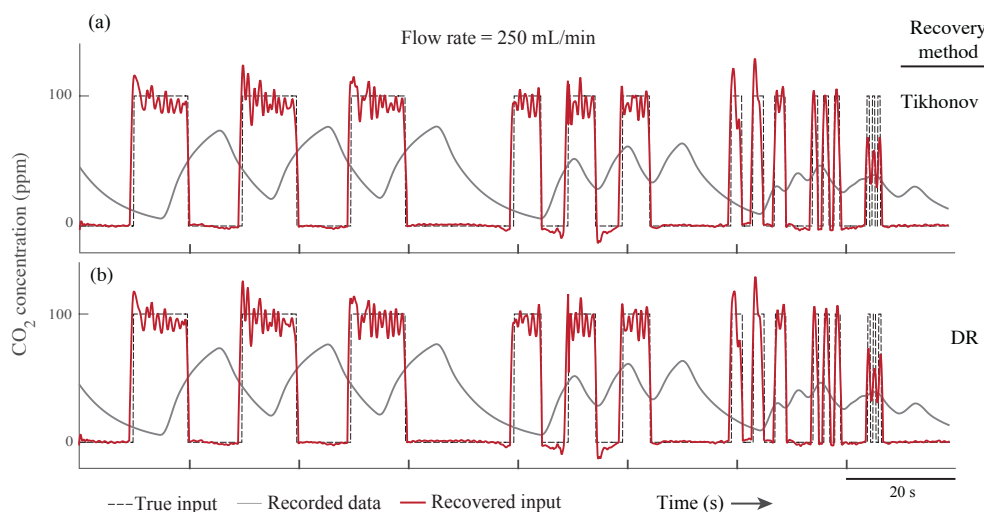 (a)
Flow rate = 250 mL/min
Recovery
method
100
Tikhonov
0
CO2 concentration (ppm)
(b)
100
DR
0
True input
Recorded data
Recovered input
Time (s)
20 s